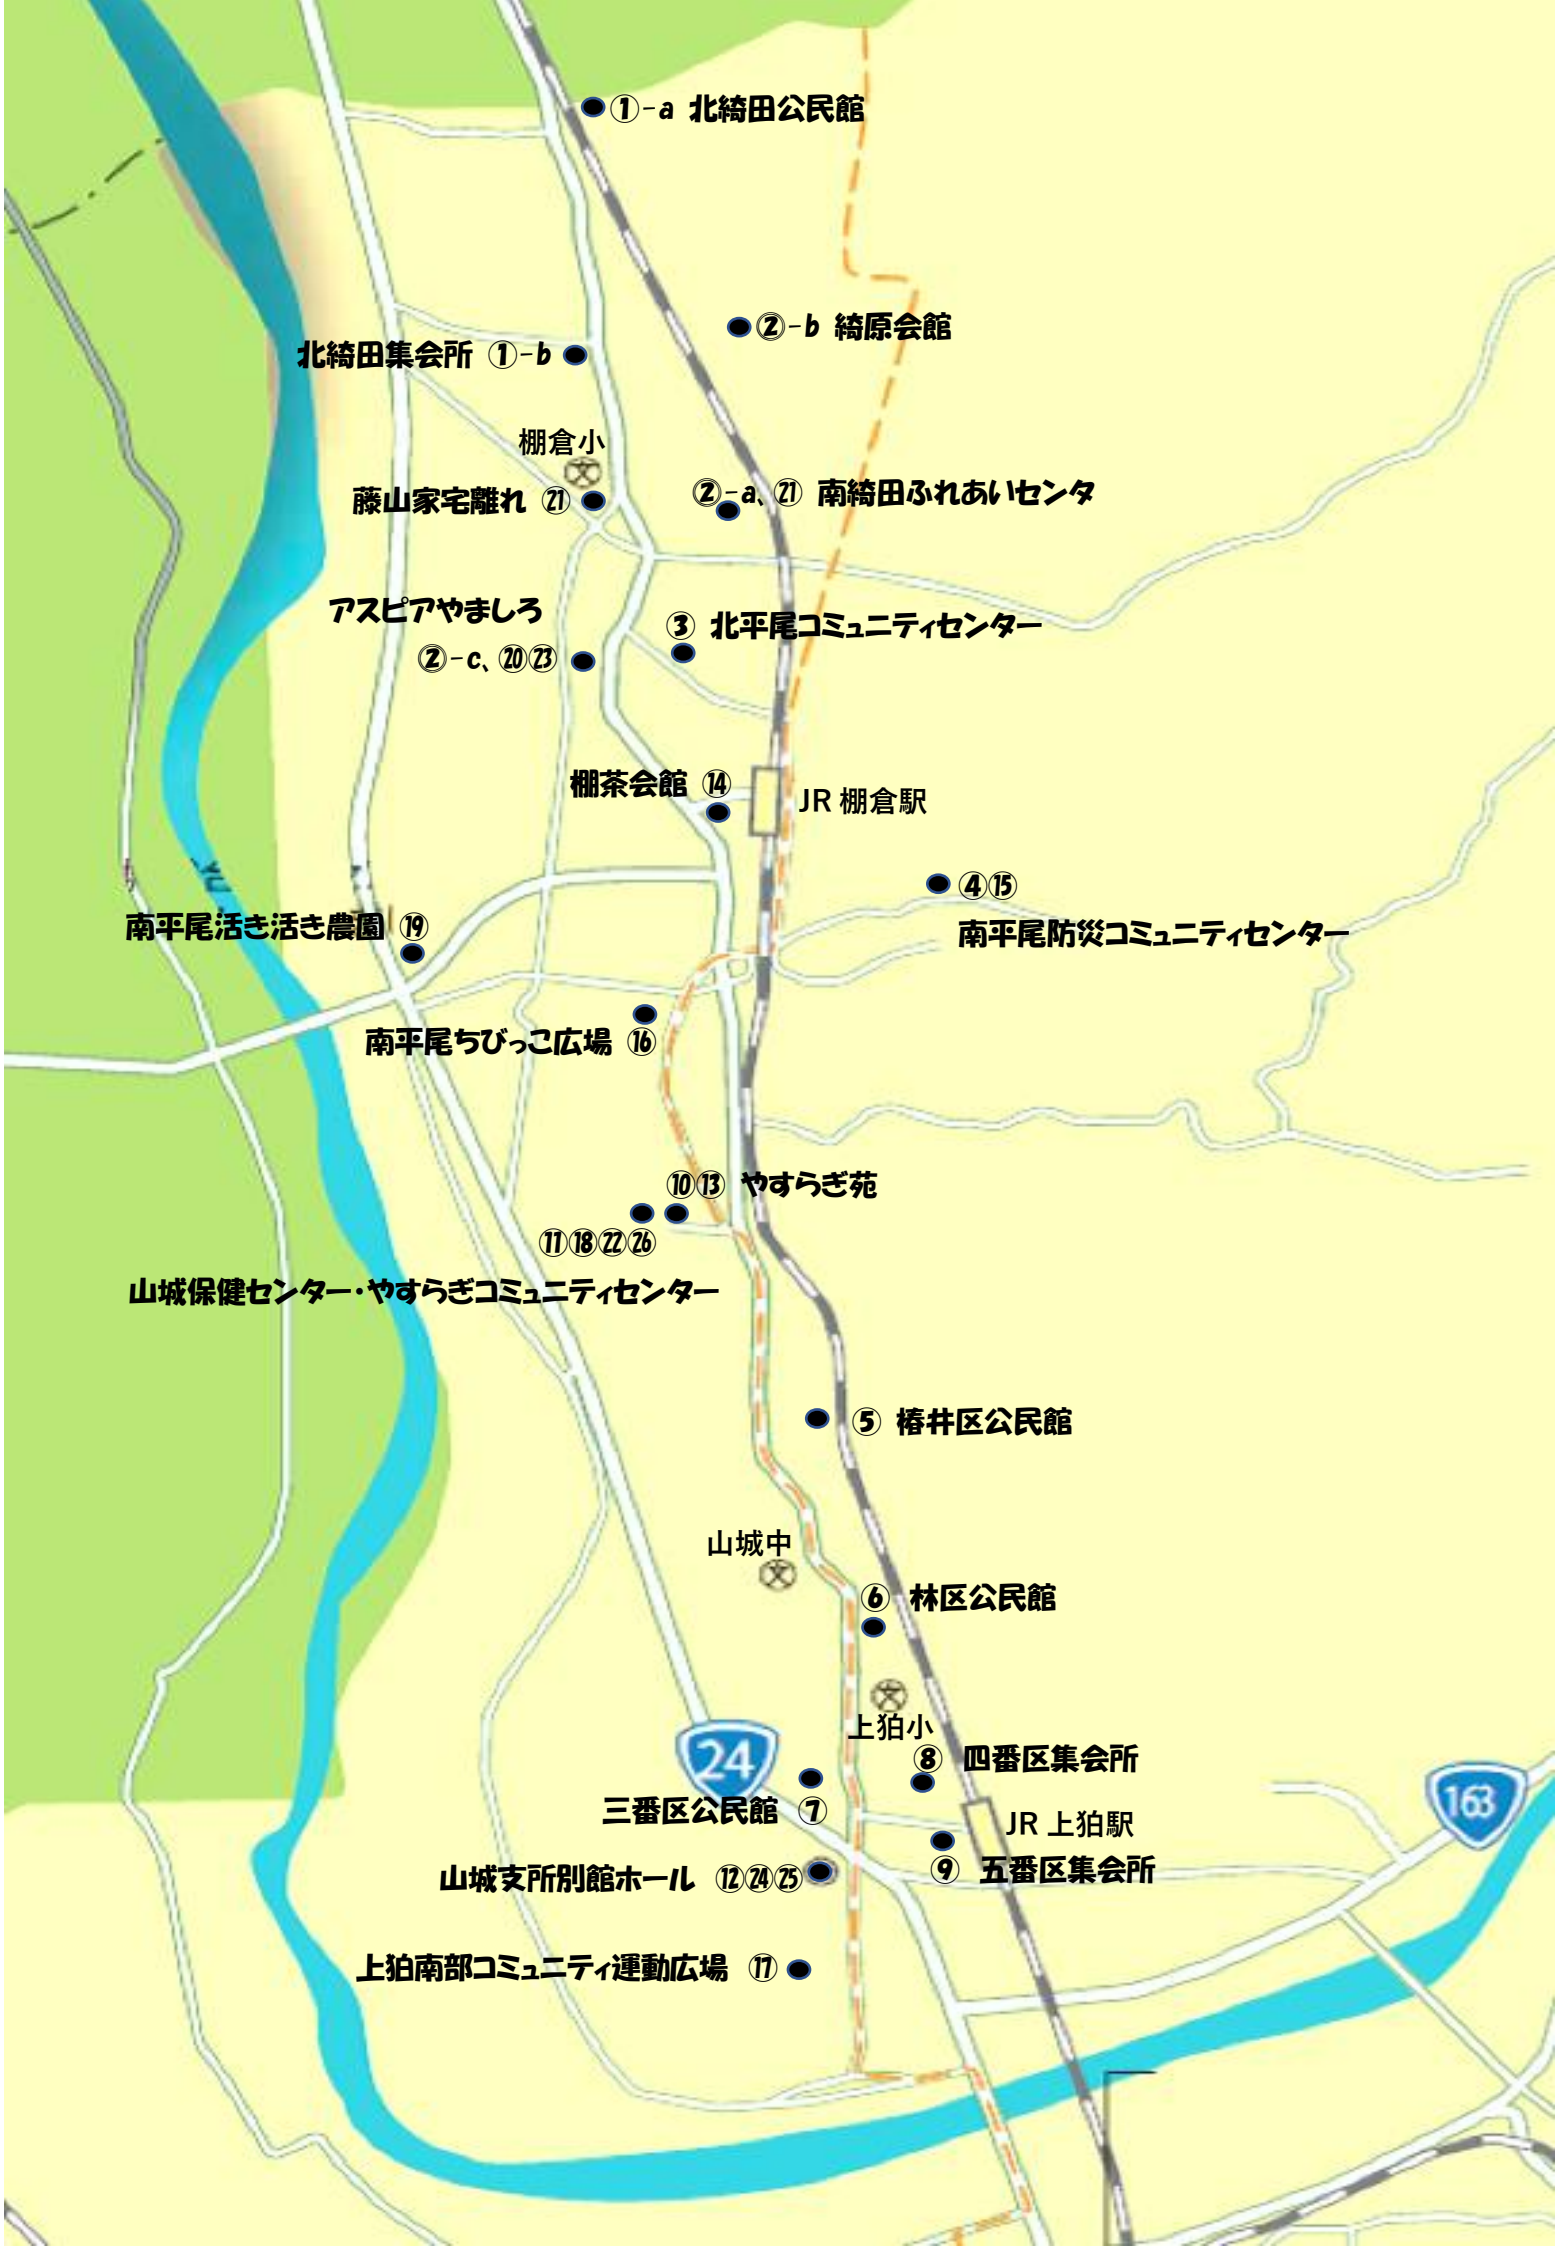 ①-a 北綺田公民館
②-b 綺原会館
北綺田集会所 ①-b
棚倉小
藤山家宅離れ ㉑
②-a、㉑ 南綺田ふれあいセンタ
アスピアやましろ
②-c、⑳㉓
③ 北平尾コミュニティセンター
棚茶会館 ⑭
JR 棚倉駅
④⑮
南平尾防災コミュニティセンター
南平尾活き活き農園 ⑲
南平尾ちびっこ広場 ⑯
⑩⑬ やすらぎ苑
⑪⑱㉒㉖
山城保健センター・やすらぎコミュニティセンター
⑤ 椿井区公民館
山城中
⑥ 林区公民館
上狛小
24
⑧ 四番区集会所
163
三番区公民館 ⑦
JR 上狛駅
⑨ 五番区集会所
山城支所別館ホール ⑫㉔㉕
上狛南部コミュニティ運動広場 ⑰